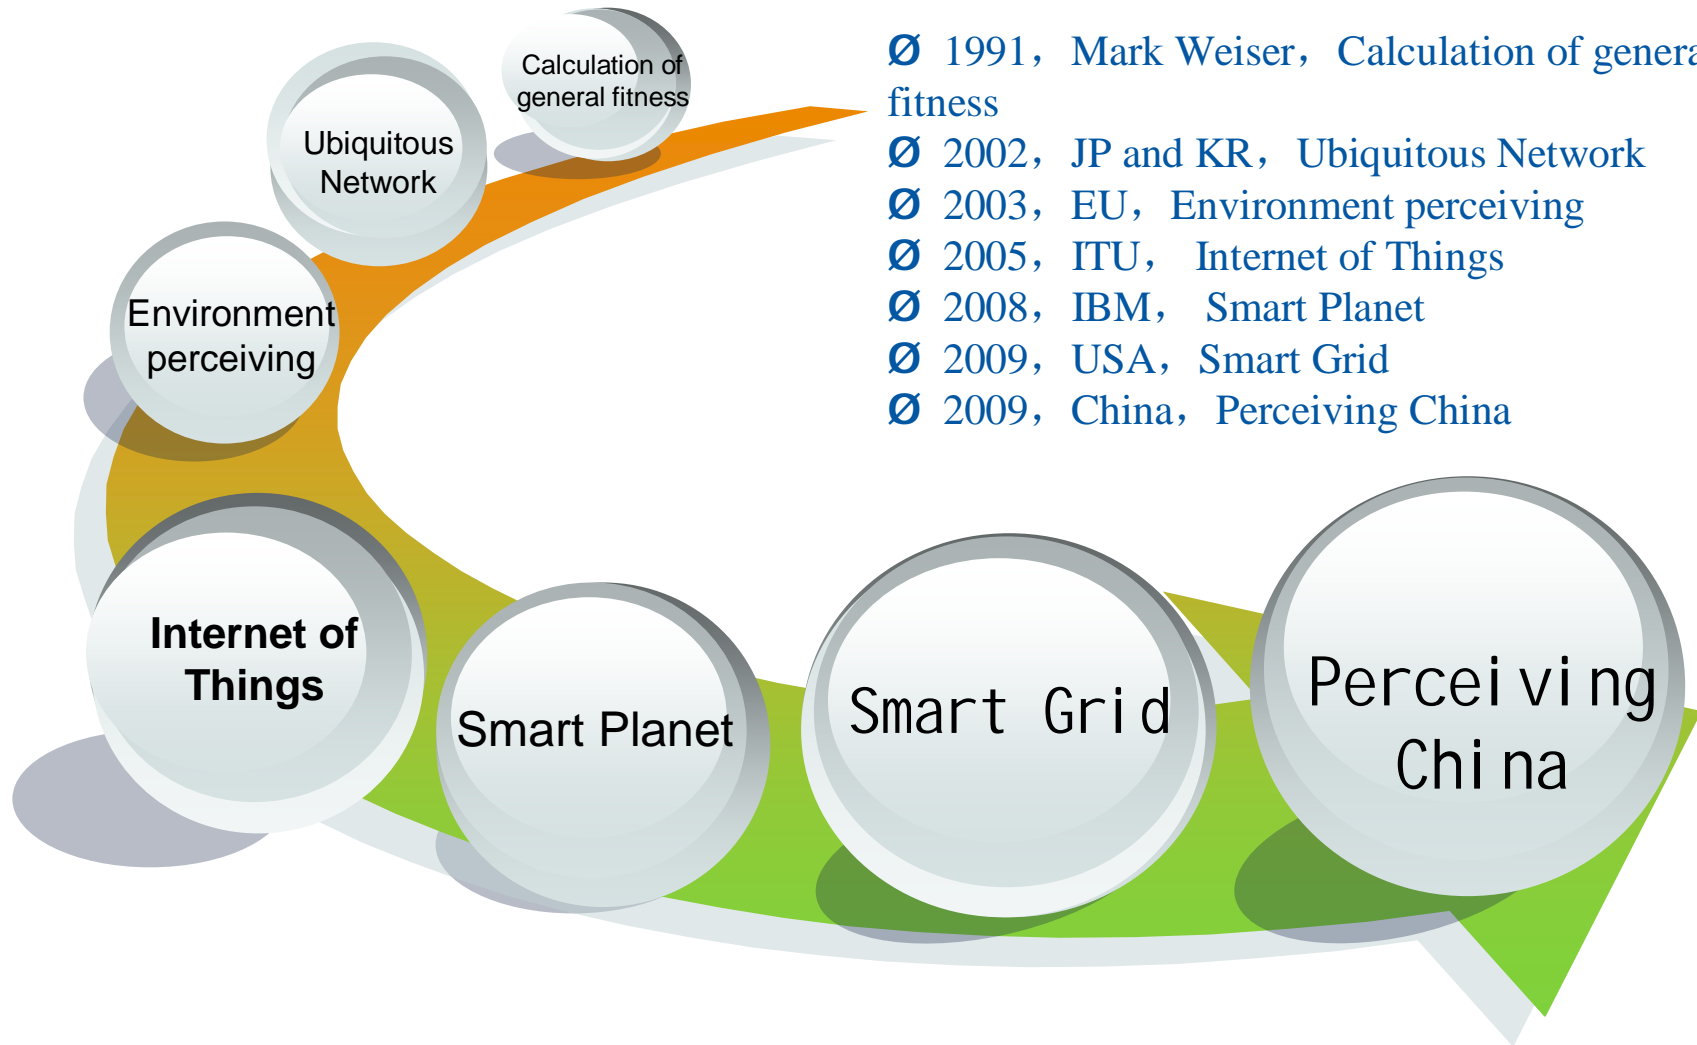 Calculation of
general fitness
Ubiquitous
Network
Environment
perceiving
Internet of
Things
Smart Planet
Smart Grid
Perceiving
China
Ø 1991，Mark Weiser，Calculation of genera
fitness
Ø 2002，JP and KR，Ubiquitous Network
Ø 2003，EU，Environment perceiving
Ø 2005，ITU， Internet of Things
Ø 2008，IBM， Smart Planet
Ø 2009，USA，Smart Grid
Ø 2009，China，Perceiving China